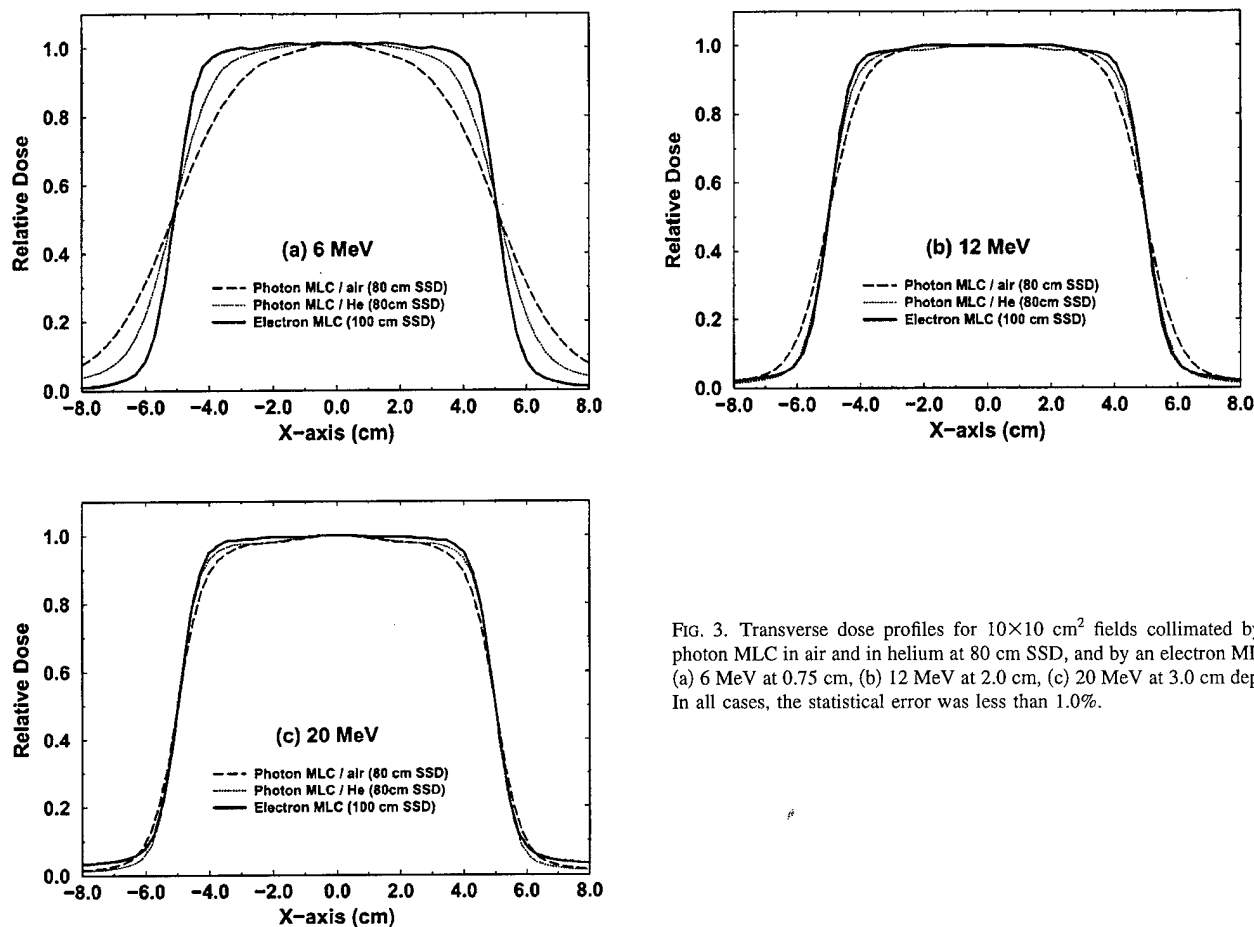 1.0
0.8
0.6
0.4
0.2
0.0
Relative Dose
(a) 6 MeV
Photon MLC / air (80 cm SSD)
Photon MLC / He (80cm SSD)
Electron MLC (100 cm SSD)
−8.0 −6.0 −4.0 −2.0 0.0 2.0 4.0 6.0 8.0
X−axis (cm)
1.0
0.8
0.6
0.4
0.2
0.0
Relative Dose
(b) 12 MeV
Photon MLC / air (80 cm SSD)
Photon MLC / He (80cm SSD)
Electron MLC (100 cm SSD)
−8.0 −6.0 −4.0 −2.0 0.0 2.0 4.0 6.0 8.0
X−axis (cm)
1.0
0.8
0.6
0.4
0.2
0.0
Relative Dose
(c) 20 MeV
Photon MLC / air (80 cm SSD)
Photon MLC / He (80cm SSD)
Electron MLC (100 cm SSD)
−8.0 −6.0 −4.0 −2.0 0.0 2.0 4.0 6.0 8.0
X−axis (cm)
FIG. 3. Transverse dose profiles for 10×10 cm² fields collimated
photon MLC in air and in helium at 80 cm SSD, and by an electron
(a) 6 MeV at 0.75 cm, (b) 12 MeV at 2.0 cm, (c) 20 MeV at 3.0 cm
In all cases, the statistical error was less than 1.0%.